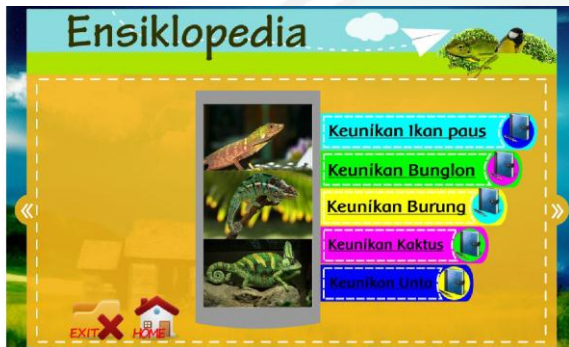 Ensiklopedia
Keunikan Ikan paus
Keunikan Bunglon
Keunikan Burung
Keunikan Kaktus
Keunikan Unta
EXIT
HOME